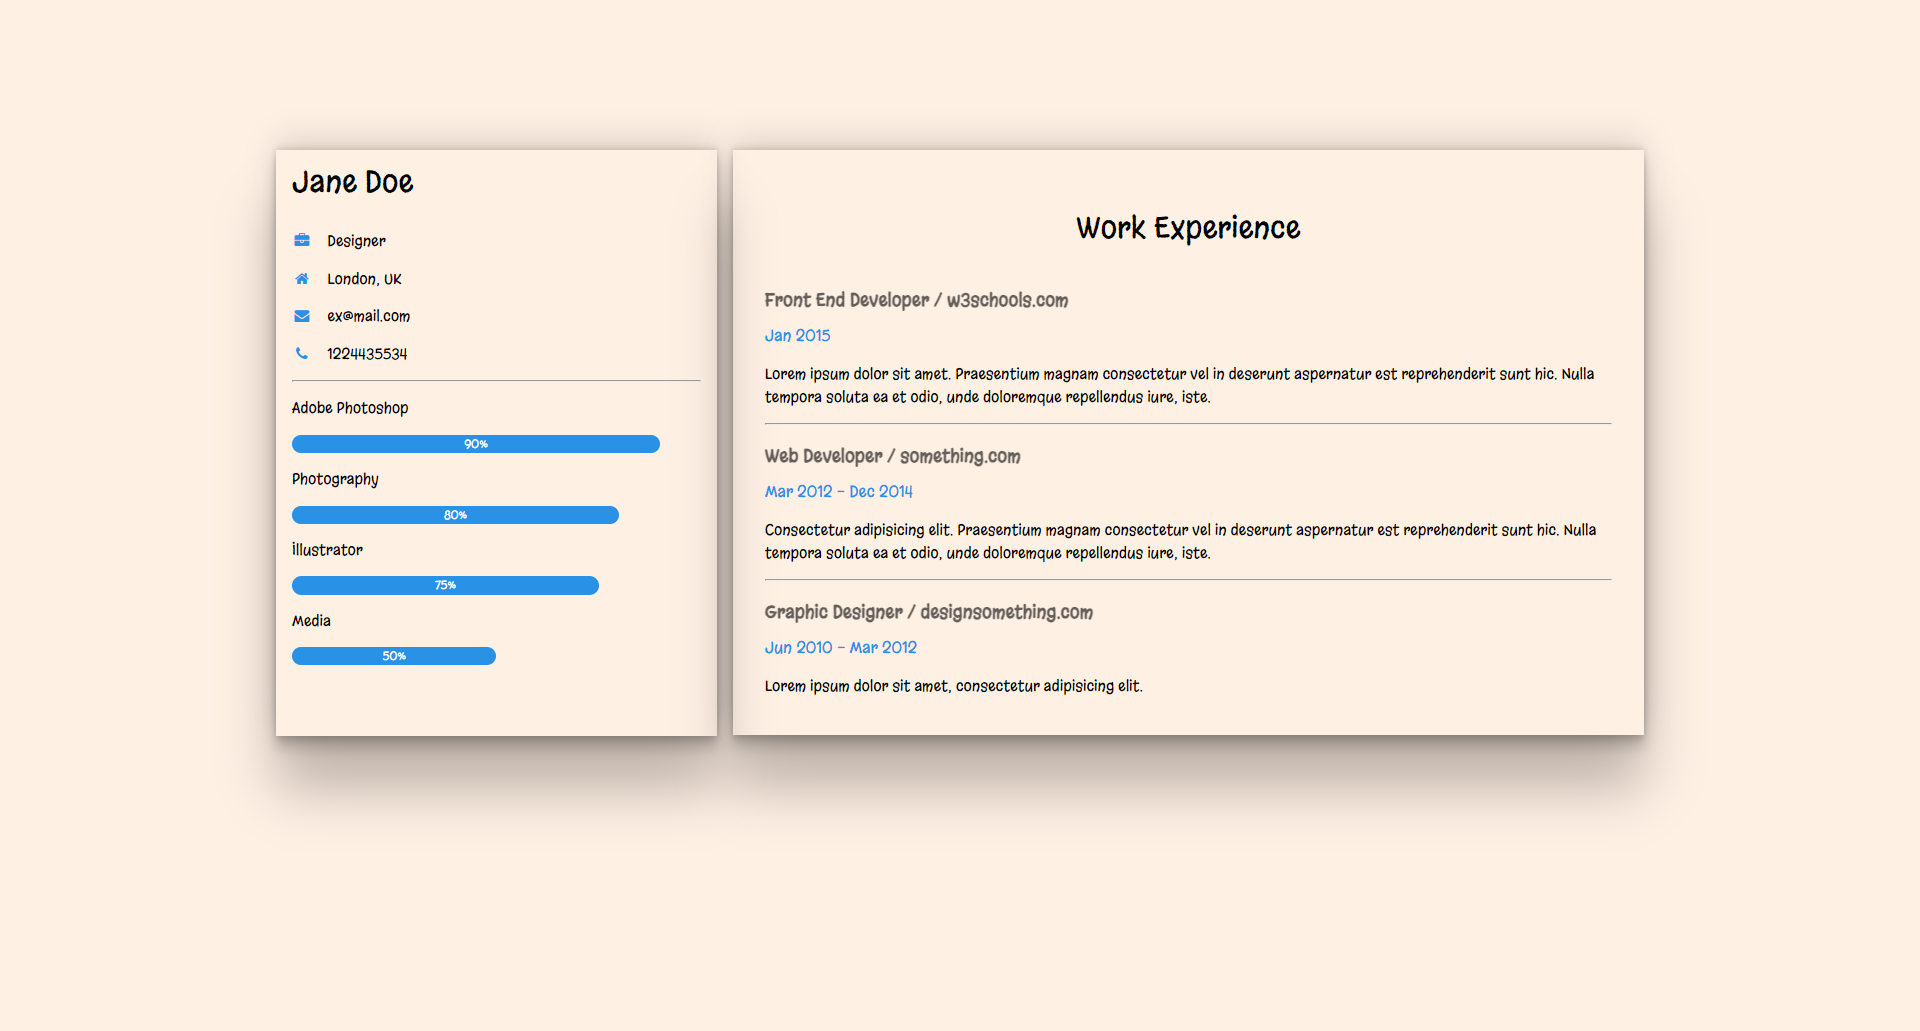 Jane Doe
Designer
London, UK
ex@mail.com
1224435534
Adobe Photoshop
90%
Photography
80%
illustrator
75%
Media
50%
Work Experience
Front End Developer / w3schools.com
Jan 2015
Lorem ipsum dolor sit amet. Praesentium magnam consectetur vel in deserunt aspernatur est reprehenderit sunt hic. Nulla
tempora soluta ea et odio, unde doloremque repellendus iure, iste.
Web Developer / something.com
Mar 2012 - Dec 2014
Consectetur adipisicing elit. Praesentium magnam consectetur vel in deserunt aspernatur est reprehenderit sunt hic. Nulla
tempora soluta ea et odio, unde doloremque repellendus iure, iste.
Graphic Designer / designsomething.com
Jun 2010 - Mar 2012
Lorem ipsum dolor sit amet, consectetur adipisicing elit.